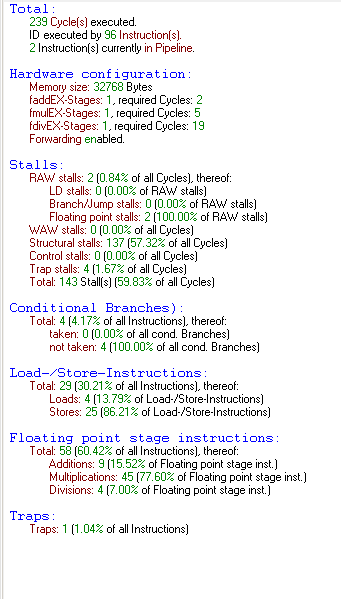 Total:
239 Cycle(s) executed.
ID executed by 96 Instruction(s).
2 Instruction(s) currently in Pipeline.
Hardware configuration:
Memory size: 32768 Bytes
faddEX-Stages: 1, required Cycles: 2
fmulEX-Stages: 1, required Cycles: 5
fdivEX-Stages: 1, required Cycles: 19
Forwarding enabled.
Stalls:
RAW stalls: 2 (0.84% of all Cycles), thereof:
LD stalls: 0 (0.00% of RAW stalls)
Branch/Jump stalls: 0 (0.00% of RAW stalls)
Floating point stalls: 2 (100.00% of RAW stalls)
WAW stalls: 0 (0.00% of all Cycles)
Structural stalls: 137 (57.32% of all Cycles)
Control stalls: 0 (0.00% of all Cycles)
Trap stalls: 4 (1.67% of all Cycles)
Total: 143 Stall(s) (59.83% of all Cycles)
Conditional Branches):
Total: 4 (4.17% of all Instructions), thereof:
taken: 0 (0.00% of all cond. Branches)
not taken: 4 (100.00% of all cond. Branches)
Load-/Store-Instructions:
Total: 29 (30.21% of all Instructions), thereof:
Loads: 4 (13.79% of Load-/Store-Instructions)
Stores: 25 (86.21% of Load-/Store-Instructions)
Floating point stage instructions:
Total: 58 (60.42% of all Instructions), thereof:
Additions: 9 (15.52% of Floating point stage inst.)
Multiplications: 45 (77.60% of Floating point stage inst.)
Divisions: 4 (7.00% of Floating point stage inst.)
Traps:
Traps: 1 (1.04% of all Instructions)